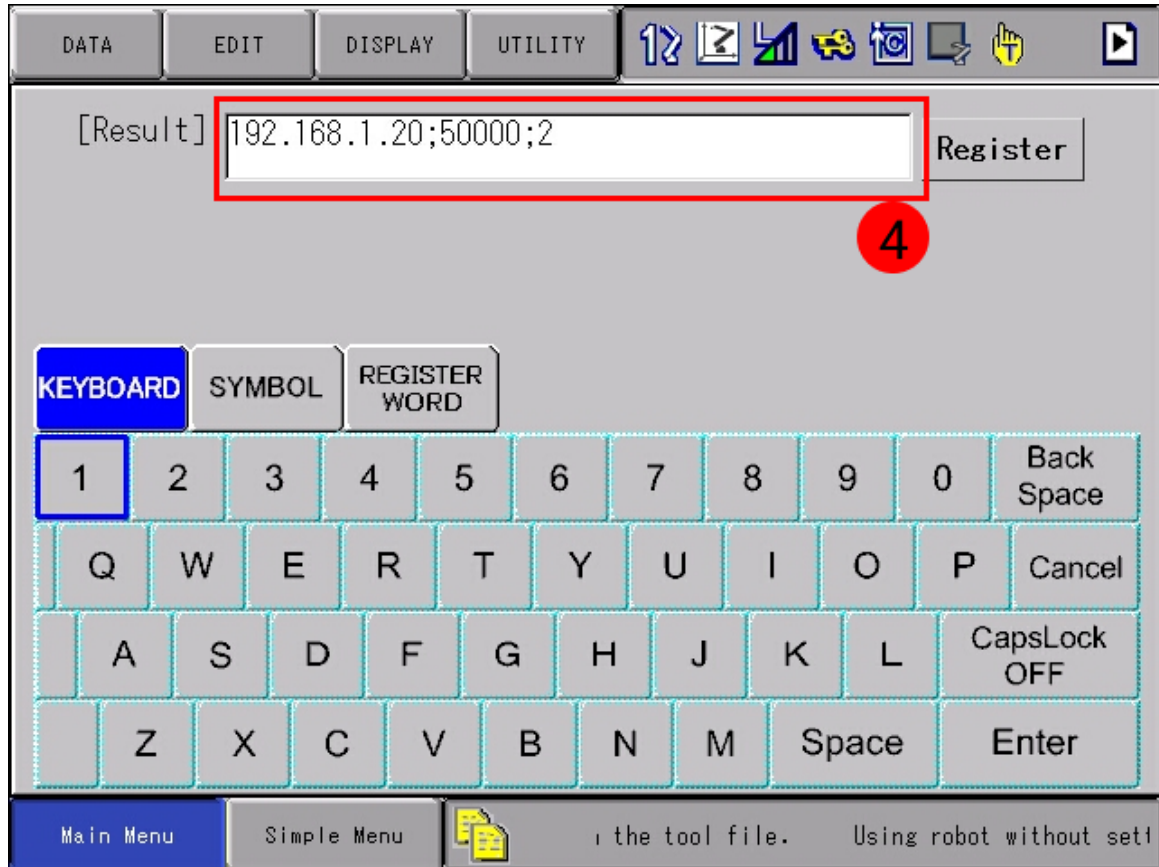 DATA EDIT DISPLAY UTILITY
[Result] 192.168.1.20;50000;2 Register
4
KEYBOARD SYMBOL REGISTER WORD
1 2 3 4 5 6 7 8 9 0 Back Space
Q W E R T Y U I O P Cancel
A S D F G H J K L CapsLock OFF
Z X C V B N M Space Enter
Main Menu Simple Menu the tool file. Using robot without